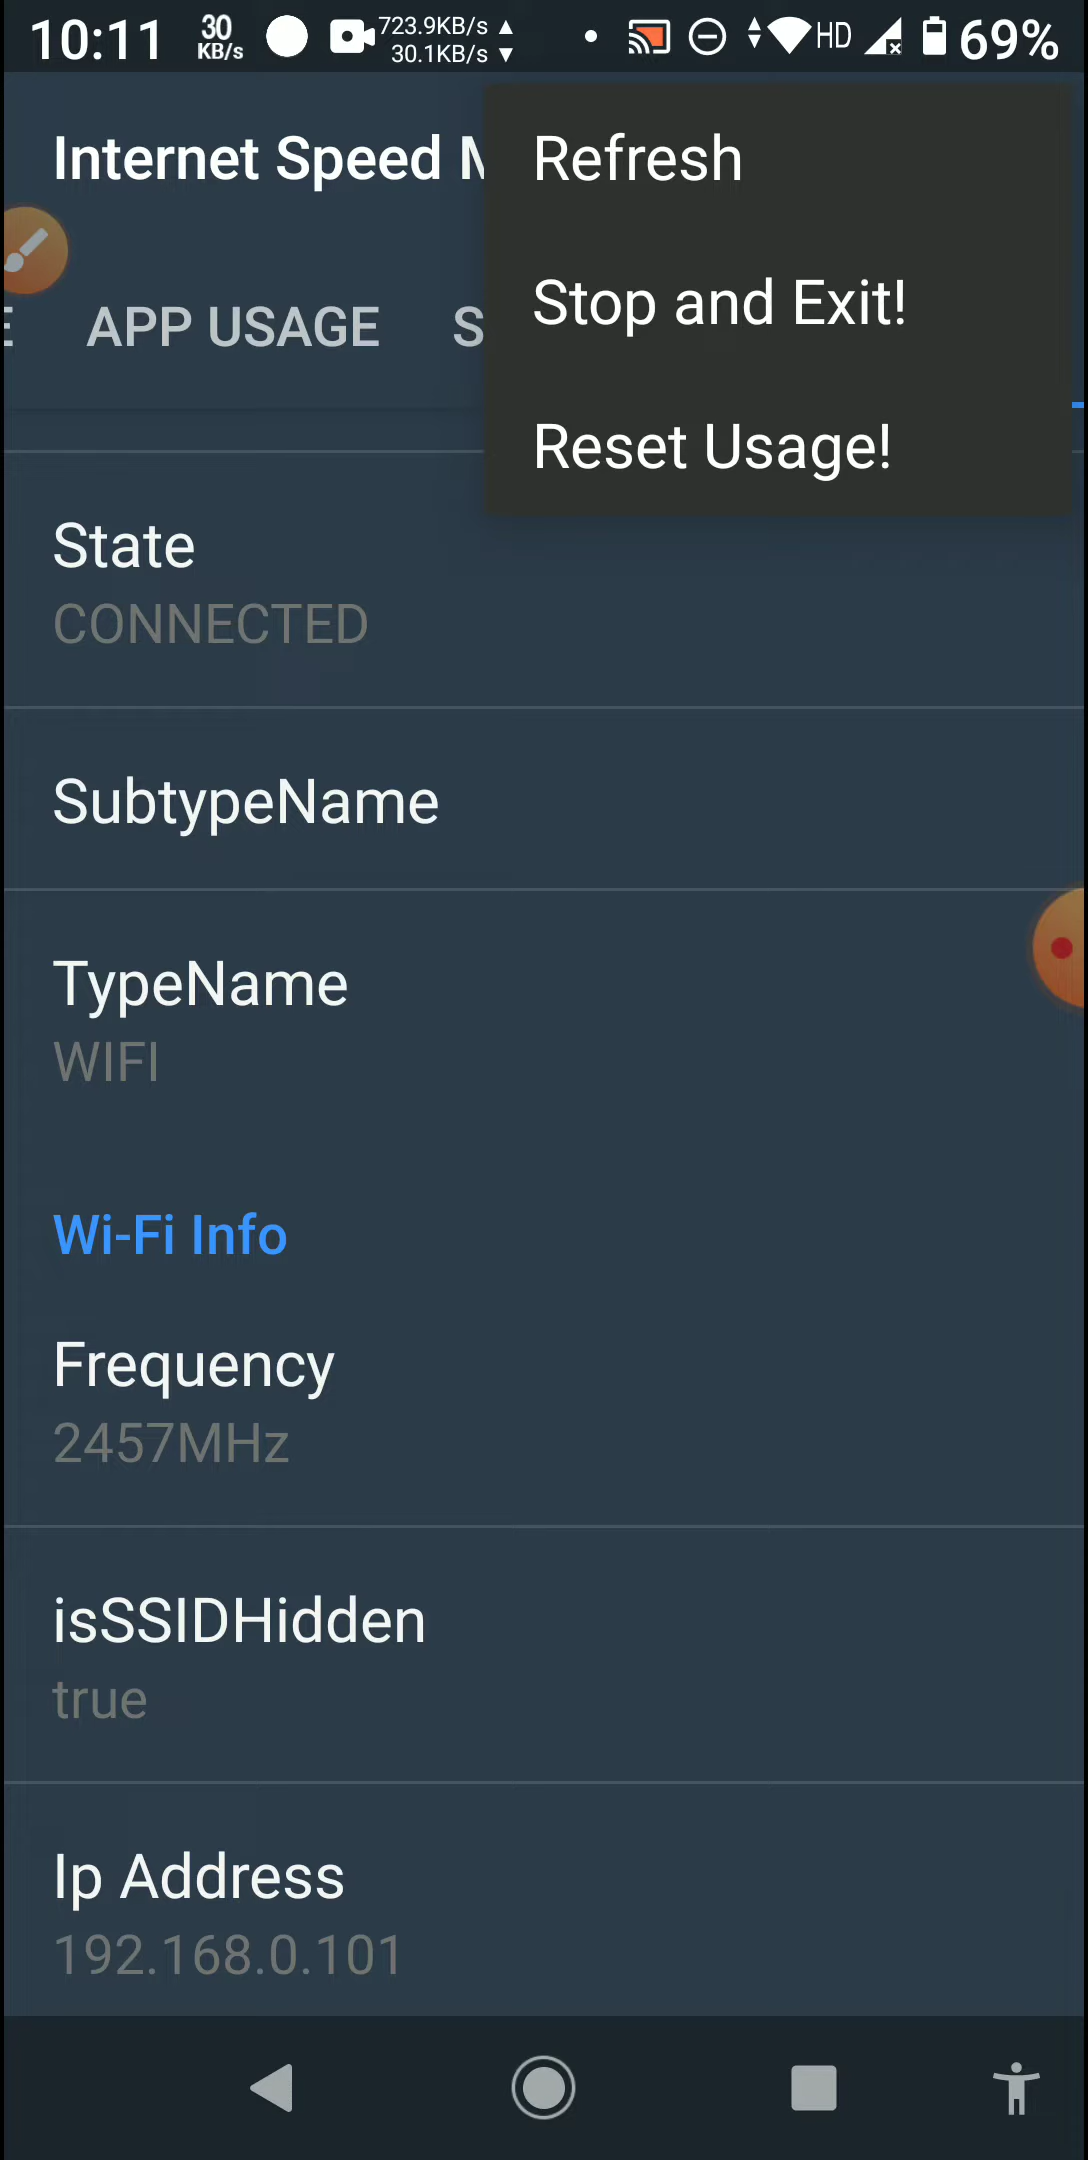 10:11 30 KB/s 723.9KB/s ▲ 30.1KB/s ▼ HD 69%
Internet Speed M
Refresh
Stop and Exit!
Reset Usage!
E APP USAGE S
State
CONNECTED
SubtypeName
TypeName
WIFI
Wi-Fi Info
Frequency
2457MHz
isSSIDHidden
true
Ip Address
192.168.0.101